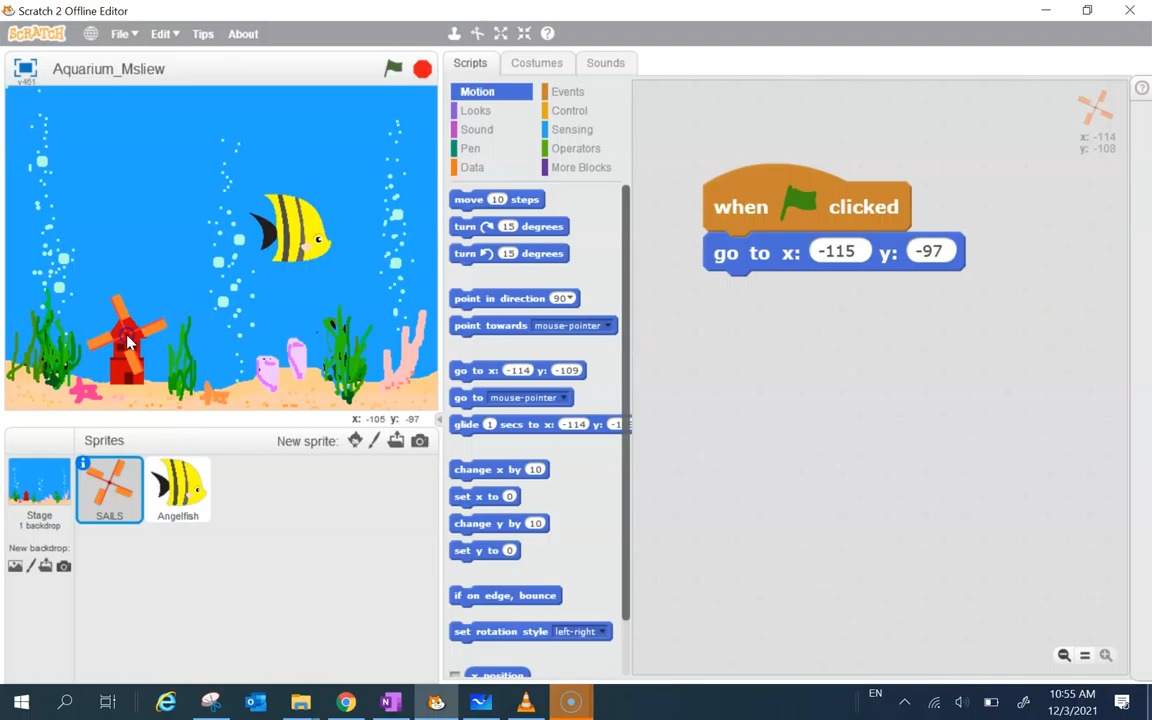 Scratch 2 Offline Editor
SCRATCH File Edit Tips About
v461 Aquarium_Msliew
Scripts Costumes Sounds
Motion Events
Looks Control
Sound Sensing
Pen Operators
Data More Blocks
move 10 steps
turn 15 degrees
turn 15 degrees
point in direction 90
point towards mouse-pointer
go to x: -114 y: -109
go to mouse-pointer
glide 1 secs to x: -114 y:
change x by 10
set x to 0
change y by 10
set y to 0
if on edge, bounce
set rotation style left-right
x position
when clicked
go to x: -115 y: -97
x: -114
y: -108
x: -105 y: -97
Sprites New sprite:
Stage
1 backdrop
New backdrop:
SAILS
Angelfish
EN
10:55 AM
12/3/2021